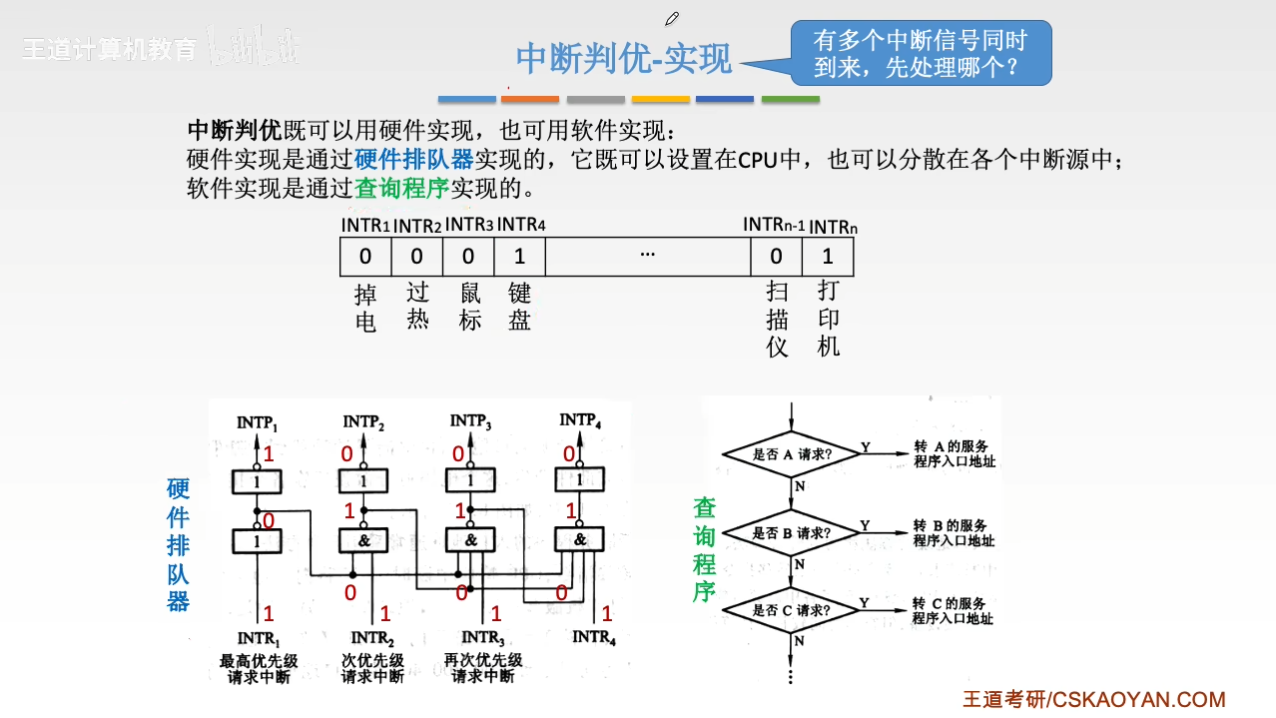 王道计算机教育 bilibili
中断判优-实现
有多个中断信号同时
到来，先处理哪个？
中断判优既可以用硬件实现，也可用软件实现：
硬件实现是通过硬件排队器实现的，它既可以设置在CPU中，也可以分散在各个中断源中；
软件实现是通过查询程序实现的。
INTR1 INTR2 INTR3 INTR4 INTRn-1 INTRn
0 0 0 1 … 0 1
掉电 过热 鼠标 键盘 扫描仪 打印机
硬件排队器
INTP₁ INTP₂ INTP₃ INTP₄
1 0 0 0
1 1 1 1
0 1 1 1
1 & & &
0 0 0
1 1 1 1
INTR₁ INTR₂ INTR₃ INTR₄
最高优先级 次优先级 再次优先级
请求中断 请求中断 请求中断
查询程序
是否 A 请求? Y 转 A 的服务
程序入口地址
N
是否 B 请求? Y 转 B 的服务
程序入口地址
N
是否 C 请求? Y 转 C 的服务
程序入口地址
N
⋮
王道考研/CSKAOYAN.COM